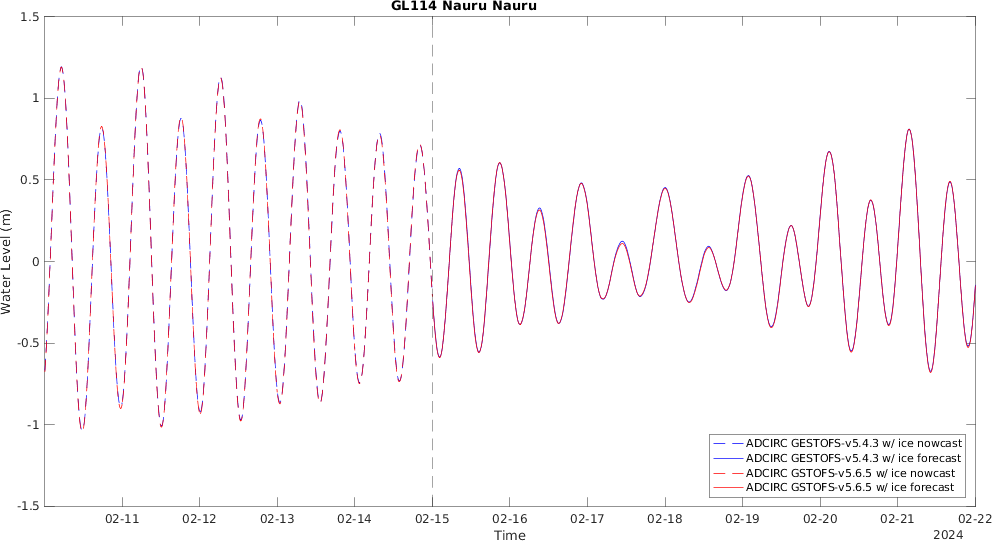 GL114 Nauru Nauru
1.5
1
0.5
0
-0.5
-1
-1.5
Water Level (m)
ADCIRC GESTOFS-v5.4.3 w/ ice nowcast
ADCIRC GESTOFS-v5.4.3 w/ ice forecast
ADCIRC GSTOFS-v5.6.5 w/ ice nowcast
ADCIRC GSTOFS-v5.6.5 w/ ice forecast
02-11 02-12 02-13 02-14 02-15 02-16 02-17 02-18 02-19 02-20 02-21 02-22
Time
2024